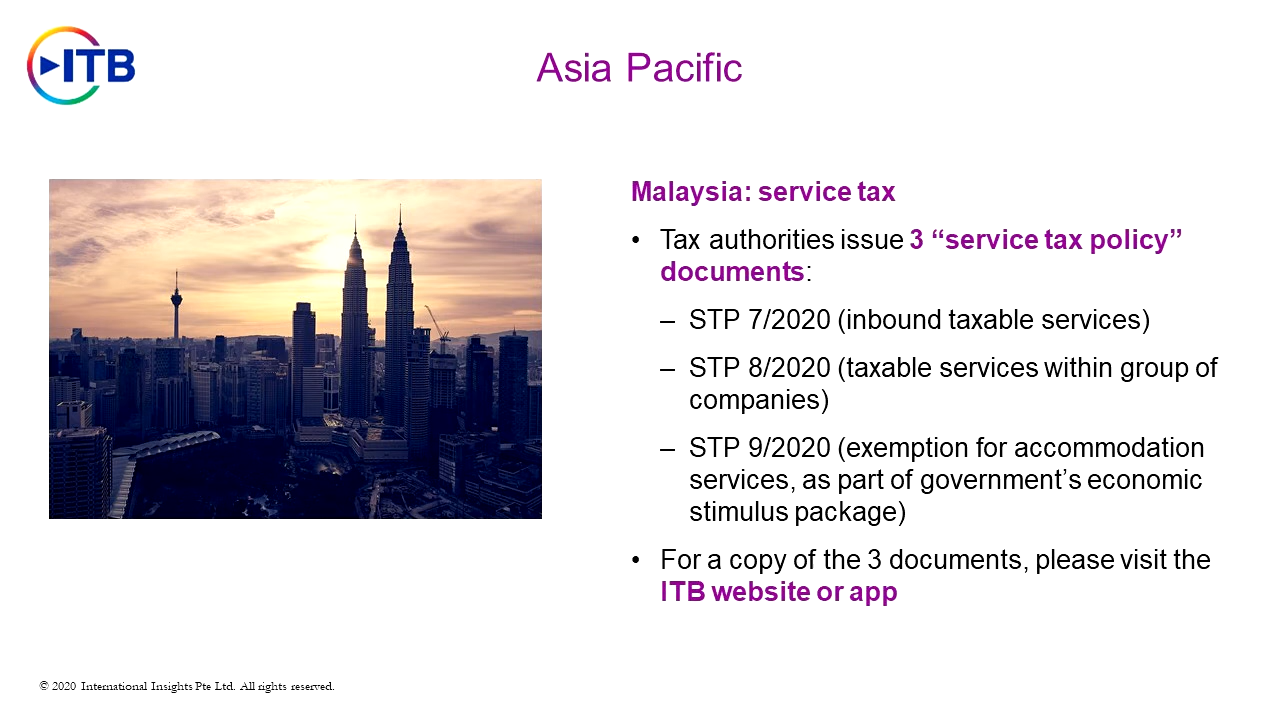 ITB
Asia Pacific
Malaysia: service tax
• Tax authorities issue 3 “service tax policy”
documents:
– STP 7/2020 (inbound taxable services)
– STP 8/2020 (taxable services within group of
companies)
– STP 9/2020 (exemption for accommodation
services, as part of government’s economic
stimulus package)
• For a copy of the 3 documents, please visit the
ITB website or app
© 2020 International Insights Pte Ltd. All rights reserved.